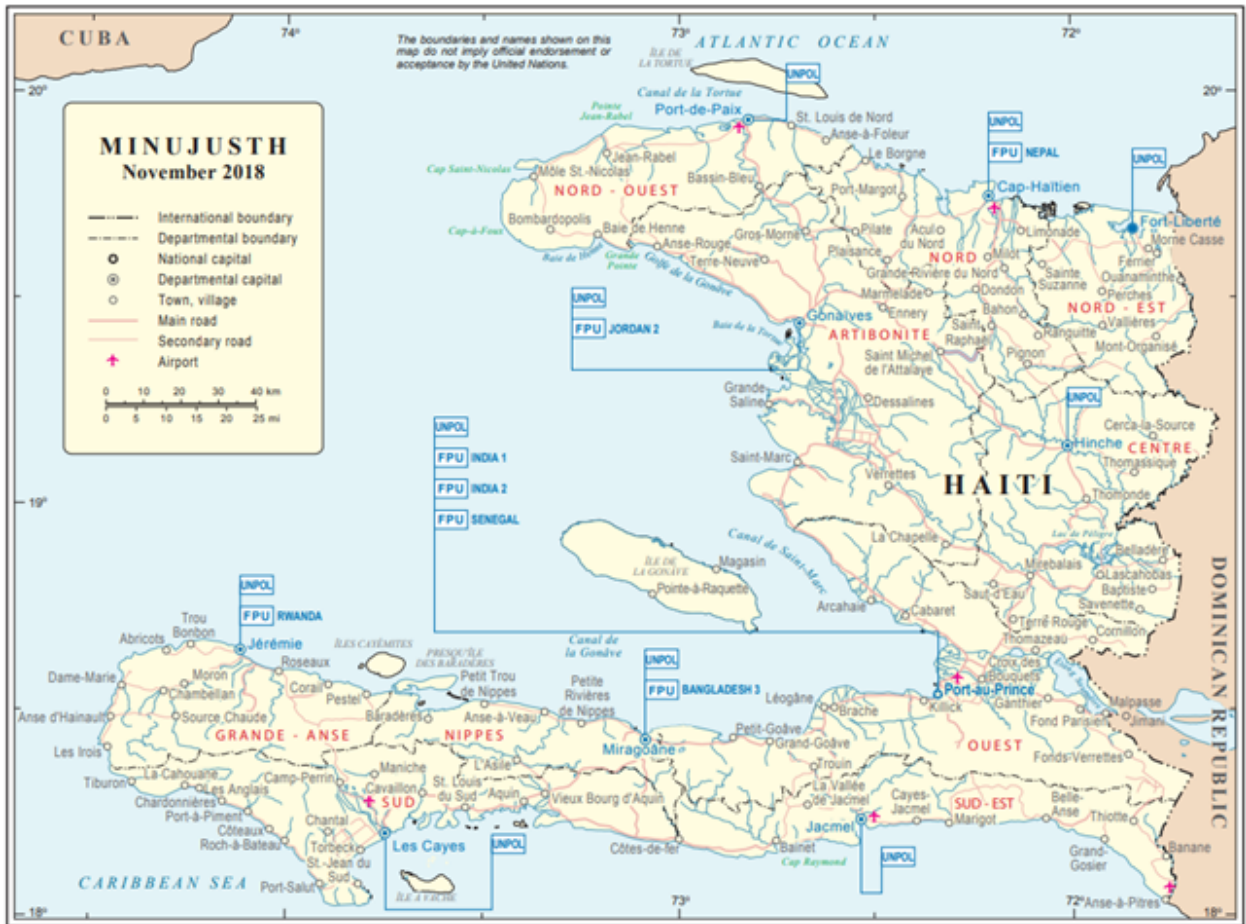 CUBA
74°
73°
72°
The boundaries and names shown on this
map do not imply official endorsement or
acceptance by the United Nations.
ATLANTIC OCEAN
ÎLE DE
LA TORTUE
20°
20°
UNPOL
Canal de la Tortue
Port-de-Paix
St. Louis de Nord
Anse-à-Foleur
Le Borgne
Pointe
Jean-Rabel
Jean-Rabel
Cap Saint-Nicolas
Môle St.-Nicolas
NORD - OUEST
Bassin-Bleu
Port-Margot
UNPOL
FPU NEPAL
Cap-Haïtien
UNPOL
Fort-Liberté
MINUJUSTH
November 2018
International boundary
Departmental boundary
National capital
Departmental capital
Town, village
Main road
Secondary road
Airport
0 10 20 30 40 km
0 5 10 15 20 25 mi
Bombardopolis
Cap-à-Foux
Baie de Henne
Baie de Henne
Grande
Pointe
Anse-Rouge
Terre-Neuve
Golfe de la Gonâve
Gros-Morne
Pilate
Plaisance
Acul
du Nord
Limonade
NORD
Milot
Grande-Rivière du Nord
Morne Casse
Ferrier
Ouanaminthe
Sainte
Suzanne
Perches
NORD - EST
Marmelade
Dondon
Bahon
Ranguitte
Vallières
Mont-Organisé
Ennery
Saint
Raphaël
Pignon
UNPOL
FPU JORDAN 2
Gonaïves
Baie de la Tortue
ARTIBONITE
Saint Michel
de l'Attalaye
Grande
Saline
Dessalines
UNPOL
Hinche
Cerca-la-Source
CENTRE
Thomassique
Thomonde
UNPOL
FPU INDIA 1
FPU INDIA 2
FPU SENEGAL
Saint-Marc
Verrettes
HAITI
19°
19°
La Chapelle
Lac de Péligre
Belladère
Mirebalais
Lascahobas
Baptiste
Savenette
Saut-d'Eau
Canal de Saint-Marc
ÎLE DE
LA GONÂVE
Magasin
Pointe-à-Raquette
Arcahaie
Cabaret
Terre Rouge
Cornillon
Thomazeau
DOMINICAN REPUBLIC
UNPOL
FPU RWANDA
Jérémie
Trou
Bonbon
Abricots
Roseaux
ÎLES CAYÉMITES
PRESQU'ÎLE
DES BARADÈRES
Canal de
la Gonâve
UNPOL
FPU BANGLADESH 3
Croix des
Bouquets
Port-au-Prince
Killick
Ganthier
Malpasse
Jimani
Fond Parisien
Fonds-Verrettes
Dame-Marie
Moron
Chambellan
Corail
Pestel
Petit Trou
de Nippes
Petite
Rivières
de Nippes
Léogâne
Brache
Anse d'Hainault
Source Chaude
Baradères
Anse-à-Veau
Petit-Goâve
Grand-Goâve
GRANDE - ANSE
NIPPES
Miragoâne
OUEST
Les Irois
L'Asile
Trouin
Tiburon
La Cahouane
Les Anglais
Camp-Perrin
Maniche
Cavaillon
St. Louis
du Sud
Aquin
Vieux Bourg d'Aquin
La Vallée
de Jacmel
Cayes-
Jacmel
SUD-EST
Marigot
Belle-
Anse
Thiotte
Chardonnières
Port-à-Piment
SUD
Côteaux
Roch-à-Bateau
Chantal
Torbeck
Les Cayes
UNPOL
Côtes-de-fer
Bainet
Jacmel
Cap Raymond
UNPOL
Grand-
Gosier
Banane
Anse-à-Pitres
St.-Jean du
Sud
Port-Salut
ÎLE À VACHE
CARIBBEAN SEA
18°
73°
72°
18°